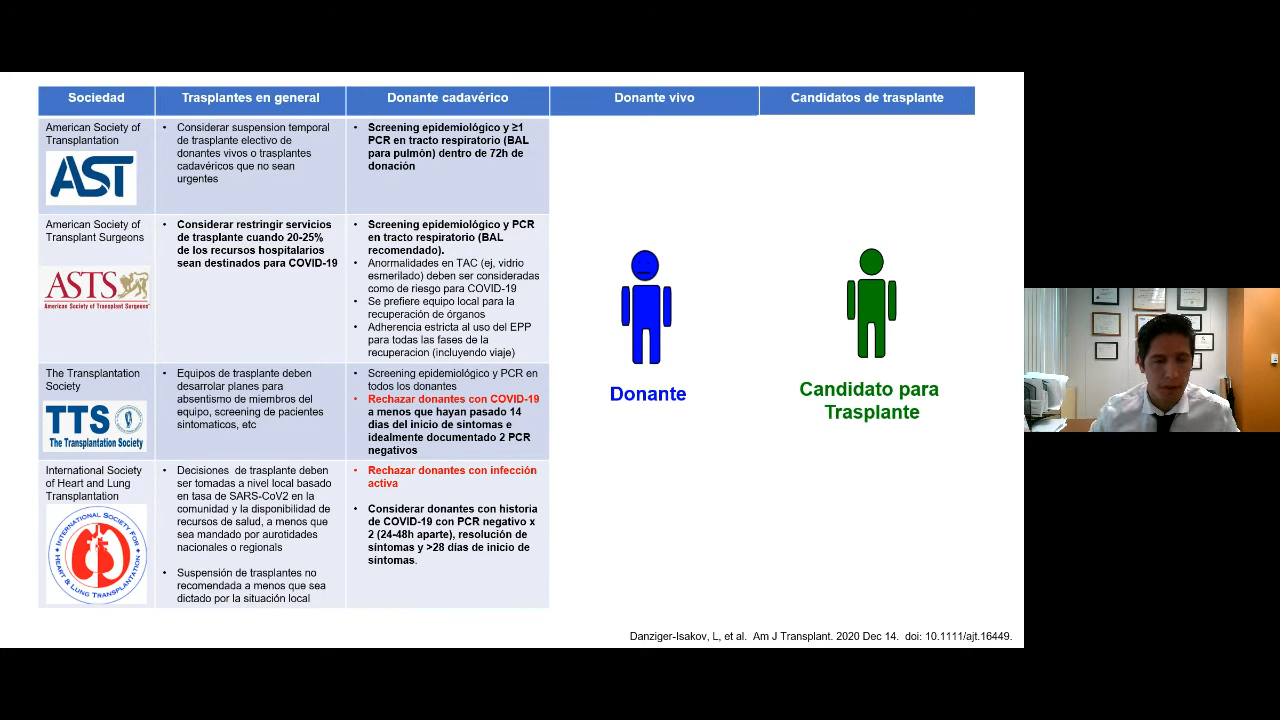 Sociedad
Trasplantes en general
Donante cadavérico
Donante vivo
Candidatos de trasplante
American Society of
Transplantation
AST
• Considerar suspension temporal
de trasplante electivo de
donantes vivos o trasplantes
cadavéricos que no sean
urgentes
• Screening epidemiológico y ≥1
PCR en tracto respiratorio (BAL
para pulmón) dentro de 72h de
donación
American Society of
Transplant Surgeons
ASTS
American Society of Transplant Surgeons
• Considerar restringir servicios
de trasplante cuando 20-25%
de los recursos hospitalarios
sean destinados para COVID-19
• Screening epidemiológico y PCR
en tracto respiratorio (BAL
recomendado).
• Anormalidades en TAC (ej, vidrio
esmerilado) deben ser consideradas
como de riesgo para COVID-19
• Se prefiere equipo local para la
recuperación de órganos
• Adherencia estricta al uso del EPP
para todas las fases de la
recuperacion (incluyendo viaje)
The Transplantation
Society
TTS
The Transplantation Society
• Equipos de trasplante deben
desarrolar planes para
absentismo de miembros del
equipo, screening de pacientes
sintomaticos, etc
• Screening epidemiológico y PCR en
todos los donantes
• Rechazar donantes con COVID-19
a menos que hayan pasado 14
dias del inicio de sintomas e
idealmente documentado 2 PCR
negativos
International Society
of Heart and Lung
Transplantation
INTERNATIONAL SOCIETY FOR
HEART & LUNG TRANSPLANTATION
• Decisiones de trasplante deben
ser tomadas a nivel local basado
en tasa de SARS-CoV2 en la
comunidad y la disponibilidad de
recursos de salud, a menos que
sea mandado por aurotidades
nacionales o regionals
• Suspensión de trasplantes no
recomendada a menos que sea
dictado por la situación local
• Rechazar donantes con infección
activa
• Considerar donantes con historia
de COVID-19 con PCR negativo x
2 (24-48h aparte), resolución de
síntomas y >28 días de inicio de
síntomas.
Donante
Candidato para
Trasplante
Danziger-Isakov, L, et al. Am J Transplant. 2020 Dec 14. doi: 10.1111/ajt.16449.